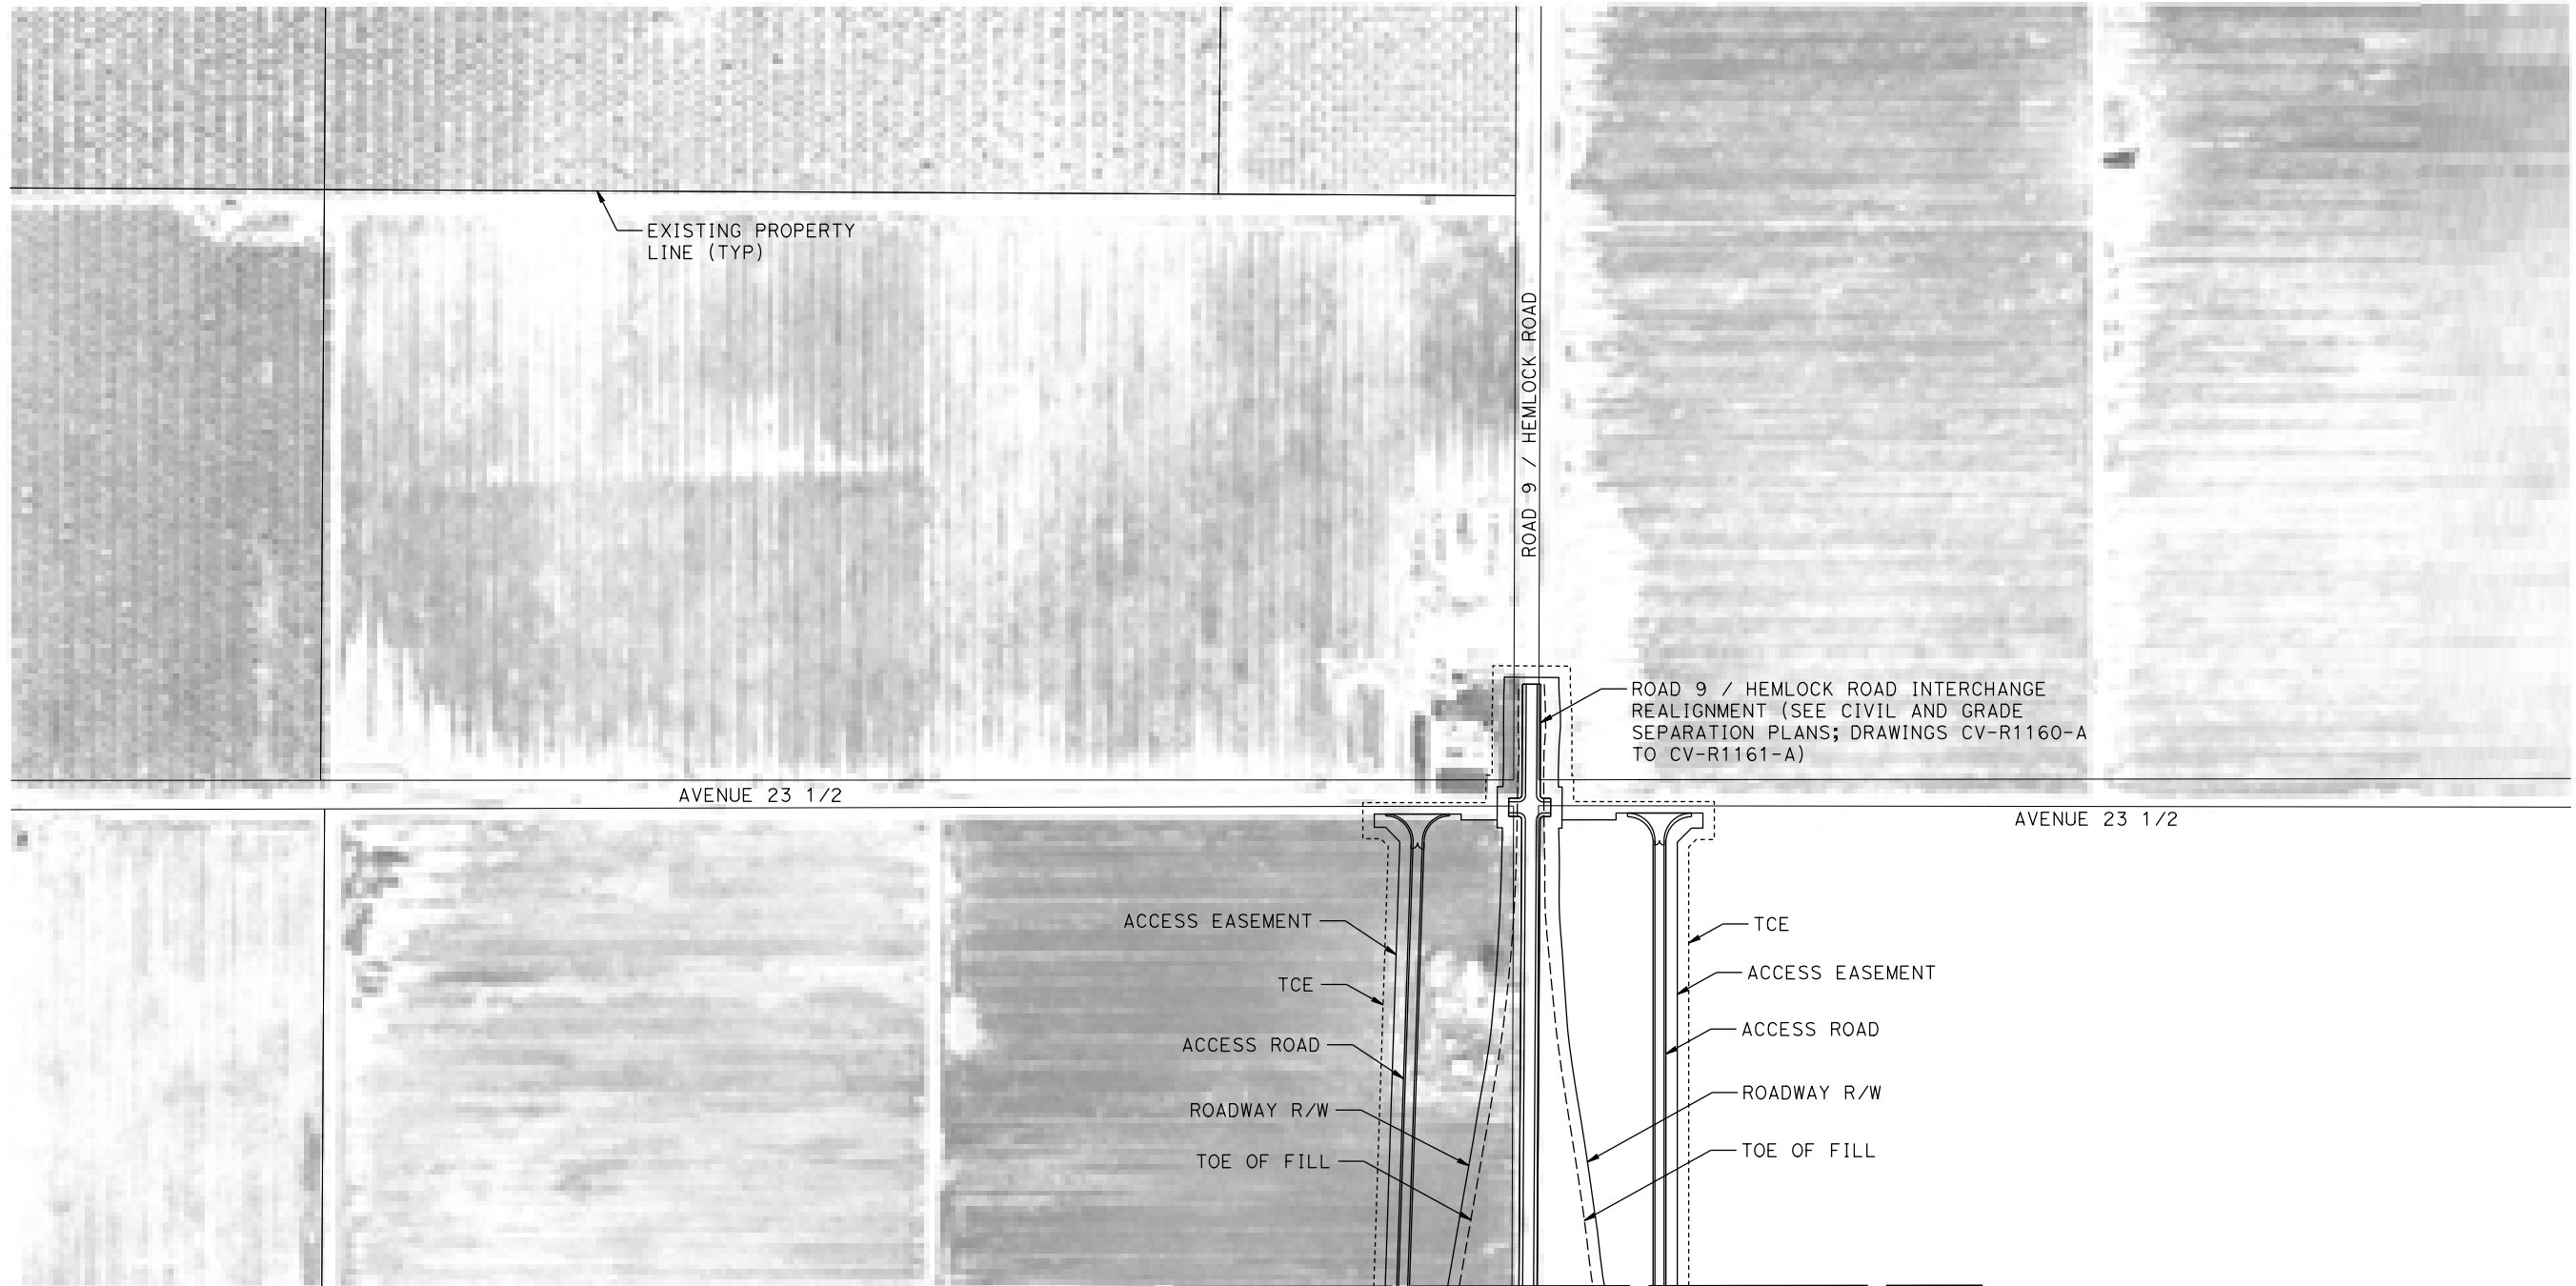 EXISTING PROPERTY
LINE (TYP)
ROAD 9 / HEMLOCK ROAD
ROAD 9 / HEMLOCK ROAD INTERCHANGE
REALIGNMENT (SEE CIVIL AND GRADE
SEPARATION PLANS; DRAWINGS CV-R1160-A
TO CV-R1161-A)
AVENUE 23 1/2
AVENUE 23 1/2
ACCESS EASEMENT
TCE
ACCESS ROAD
ROADWAY R/W
TOE OF FILL
TCE
ACCESS EASEMENT
ACCESS ROAD
ROADWAY R/W
TOE OF FILL